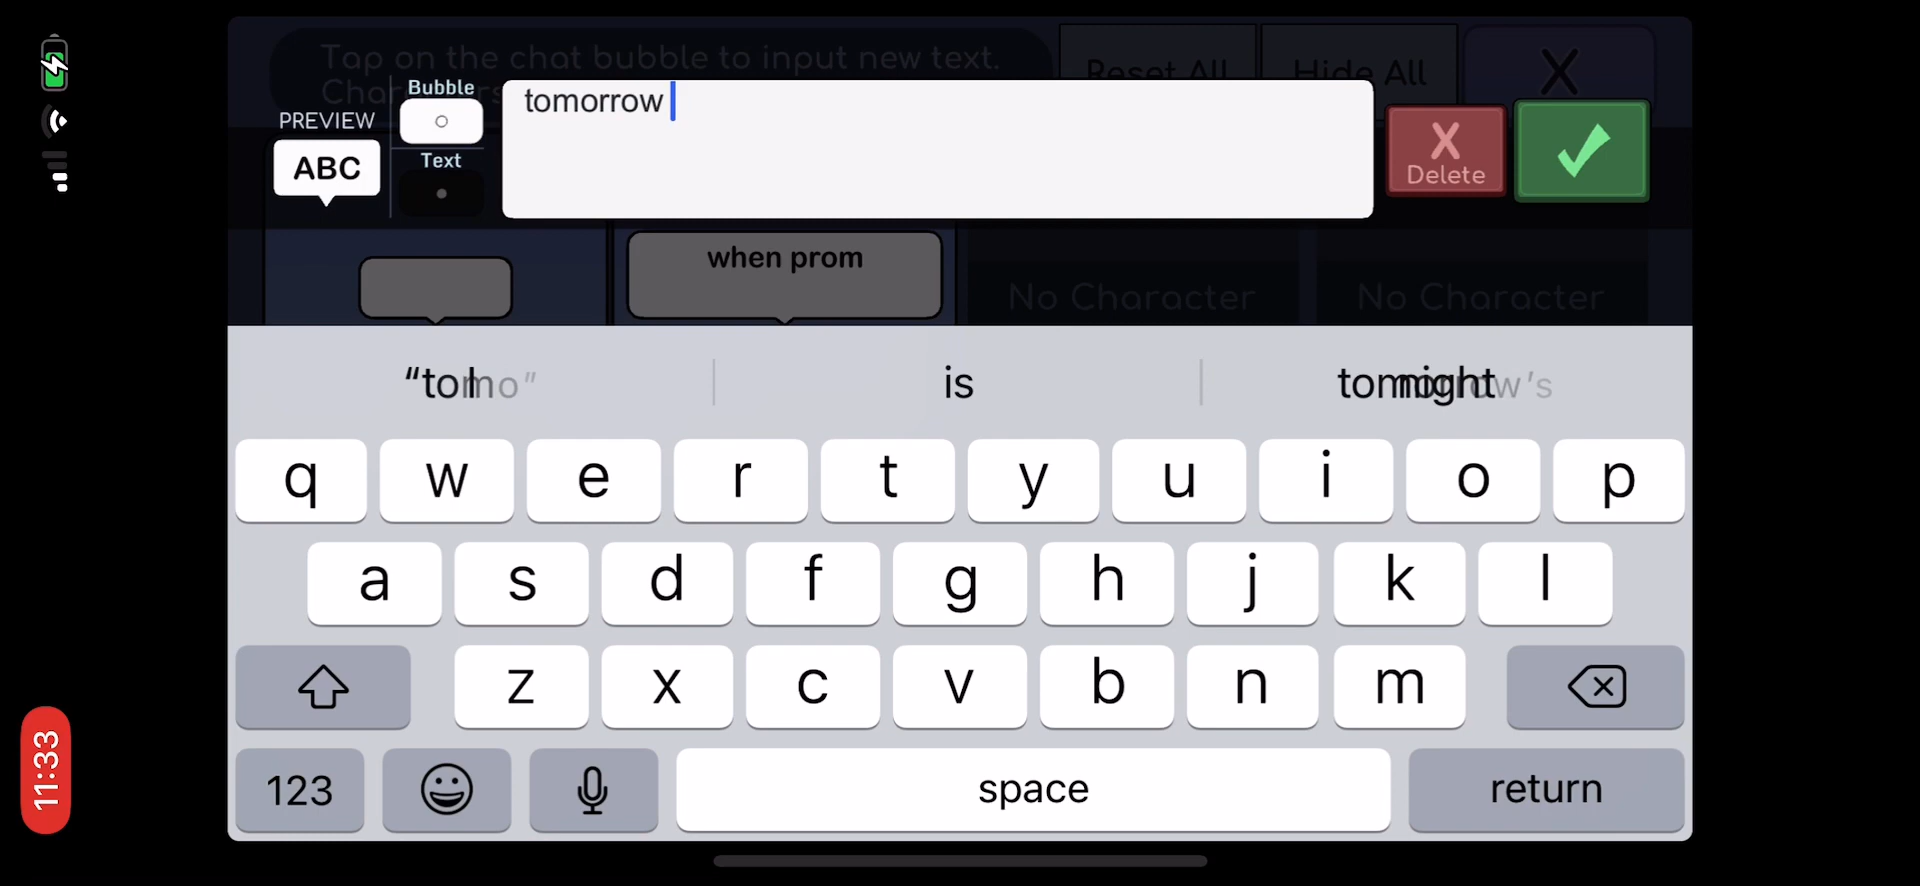 Tap on the chat bubble to input new text.
Reset All
Hide All
X
Bubble
PREVIEW
ABC
Text
tomorrow
X
Delete
when prom
No Character
No Character
is
q w e r t y u i o p
a s d f g h j k l
z x c v b n m
123
space
return
11:33